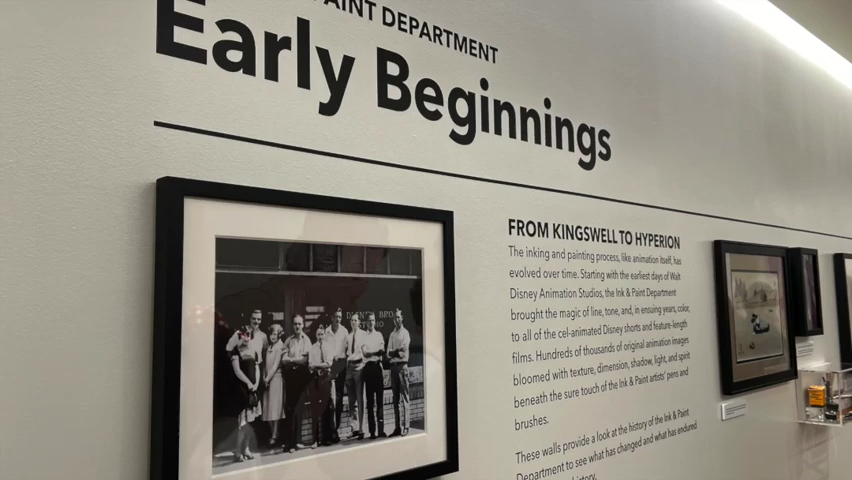 PAINT DEPARTMENT
Early Beginnings
FROM KINGSWELL TO HYPERION
The inking and painting process, like animation itself, has
evolved over time. Starting with the earliest days of Walt
Disney Animation Studios, the Ink & Paint Department
brought the magic of line, tone, and, in ensuing years, color,
to all of the cel-animated Disney shorts and feature-length
films. Hundreds of thousands of original animation images
bloomed with texture, dimension, shadow, light, and spirit
beneath the sure touch of the Ink & Paint artists' pens and
brushes.
These walls provide a look at the history of the Ink & Paint
Department to see what has changed and what has endured
history.